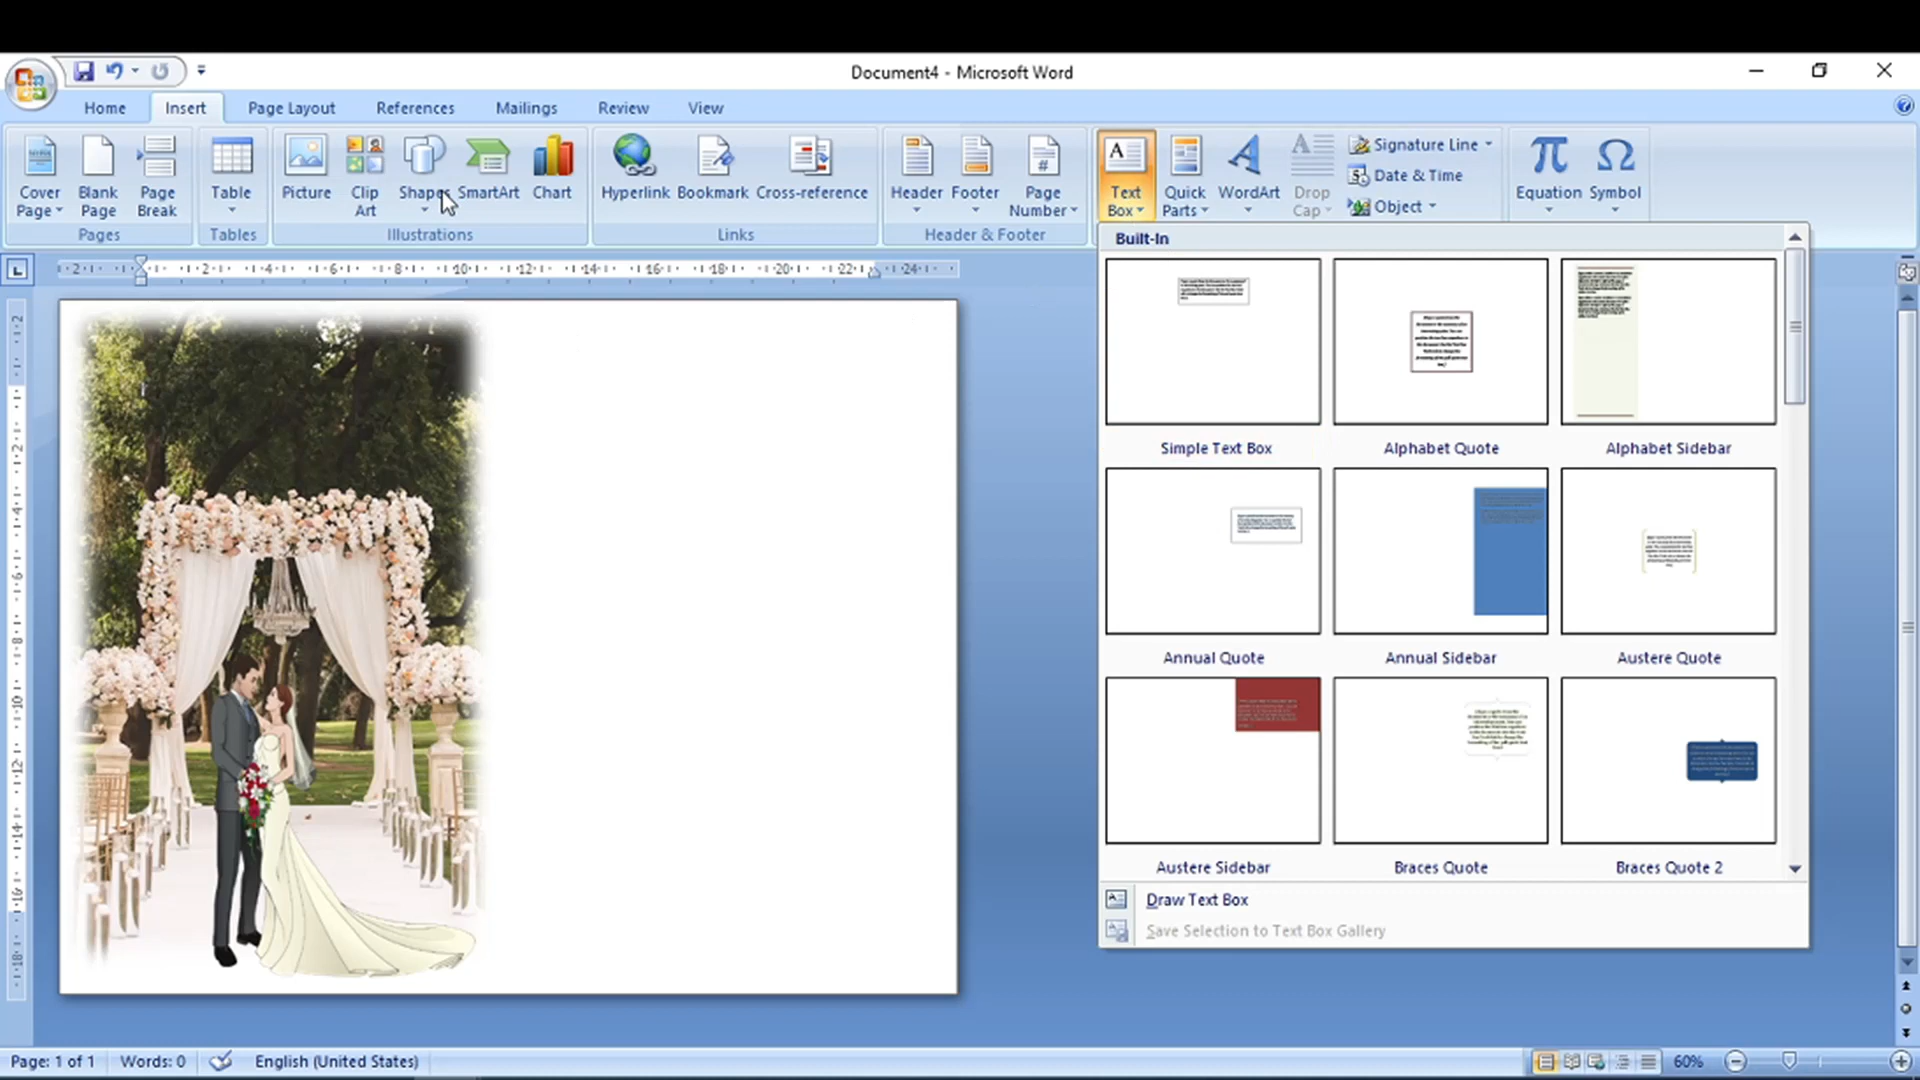 Document4 - Microsoft Word
Home Insert Page Layout References Mailings Review View
Cover Page
Blank Page
Page Break
Pages
Table
Tables
Picture
Clip Art
Shapes
SmartArt
Chart
Illustrations
Hyperlink
Bookmark
Cross-reference
Links
Header
Footer
Page Number
Header & Footer
Text Box
Quick Parts
WordArt
Drop Cap
Signature Line
Date & Time
Object
Equation
Symbol
Built-In
Simple Text Box
Alphabet Quote
Alphabet Sidebar
Annual Quote
Annual Sidebar
Austere Quote
Austere Sidebar
Braces Quote
Braces Quote 2
Draw Text Box
Save Selection to Text Box Gallery
Page: 1 of 1
Words: 0
English (United States)
60%